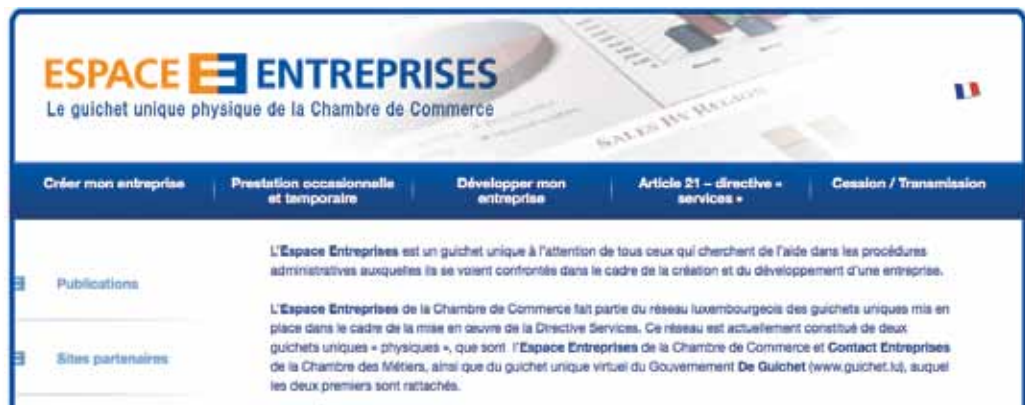 ESPACE ENTREPRISES
Le guichet unique physique de la Chambre de Commerce
SALES BY REGION
Créer mon entreprise
Prestation occasionnelle
et temporaire
Développer mon
entreprise
Article 21 – directive «
services »
Cession / Transmission
Publications
Sites partenaires
L'Espace Entreprises est un guichet unique à l'attention de tous ceux qui cherchent de l'aide dans les procédures
administratives auxquelles ils se voient confrontés dans le cadre de la création et du développement d'une entreprise.
L'Espace Entreprises de la Chambre de Commerce fait partie du réseau luxembourgeois des guichets uniques mis en
place dans le cadre de la mise en œuvre de la Directive Services. Ce réseau est actuellement constitué de deux
guichets uniques « physiques », que sont l'Espace Entreprises de la Chambre de Commerce et Contact Entreprises
de la Chambre des Métiers, ainsi que du guichet unique virtuel du Gouvernement De Guichet (www.guichet.lu), auquel
les deux premiers sont rattachés.